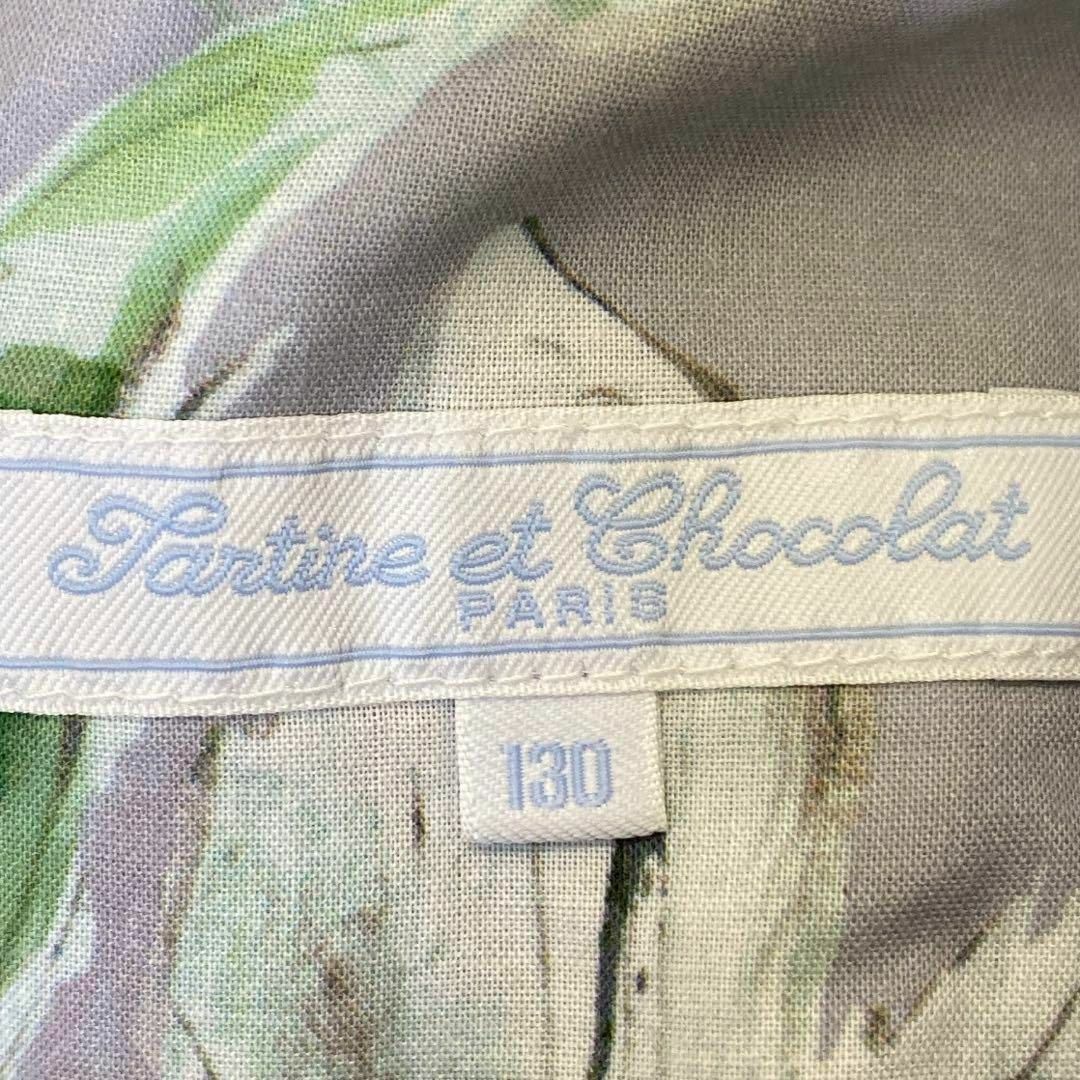 Tartine et Chocolat
PARIS
130